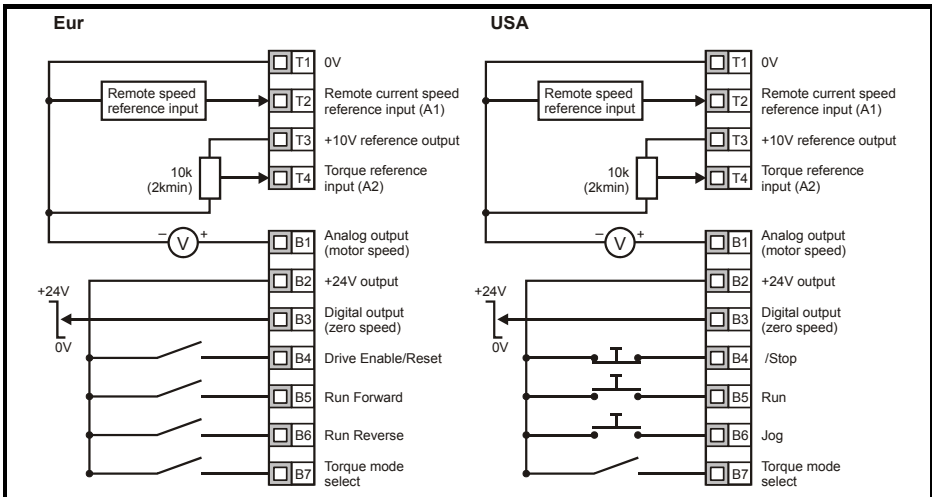 Eur
T1 0V
Remote speed
reference input
T2 Remote current speed
reference input (A1)
T3 +10V reference output
10k
(2kmin)
T4 Torque reference
input (A2)
− V +
B1 Analog output
(motor speed)
B2 +24V output
+24V
0V
B3 Digital output
(zero speed)
B4 Drive Enable/Reset
B5 Run Forward
B6 Run Reverse
B7 Torque mode
select
USA
T1 0V
Remote speed
reference input
T2 Remote current speed
reference input (A1)
T3 +10V reference output
10k
(2kmin)
T4 Torque reference
input (A2)
− V +
B1 Analog output
(motor speed)
B2 +24V output
+24V
0V
B3 Digital output
(zero speed)
B4 /Stop
B5 Run
B6 Jog
B7 Torque mode
select